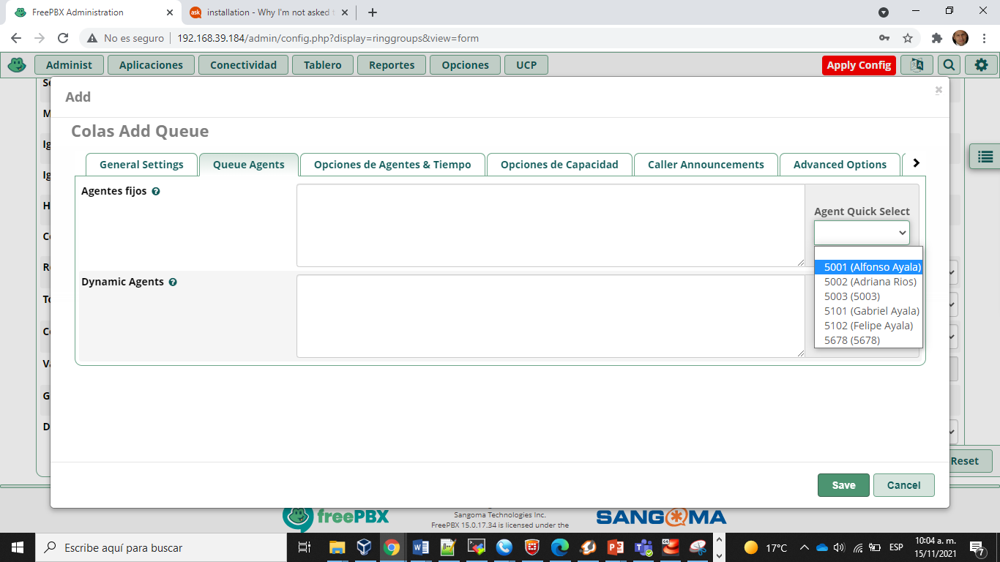 FreePBX Administration
installation - Why I'm not asked
No es seguro
192.168.39.184/admin/config.php?display=ringgroups&view=form
Administ
Aplicaciones
Conectividad
Tablero
Reportes
Opciones
UCP
Apply Config
Add
Colas Add Queue
General Settings
Queue Agents
Opciones de Agentes & Tiempo
Opciones de Capacidad
Caller Announcements
Advanced Options
Agentes fijos
Agent Quick Select
5001 (Alfonso Ayala)
5002 (Adriana Rios)
5003 (5003)
5101 (Gabriel Ayala)
5102 (Felipe Ayala)
5678 (5678)
Dynamic Agents
Reset
Save
Cancel
freePBX
Sangoma Technologies Inc.
FreePBX 15.0.17.34 is licensed under the
SANGOMA
Escribe aquí para buscar
17°C
ESP
10:04 a. m.
15/11/2021
7